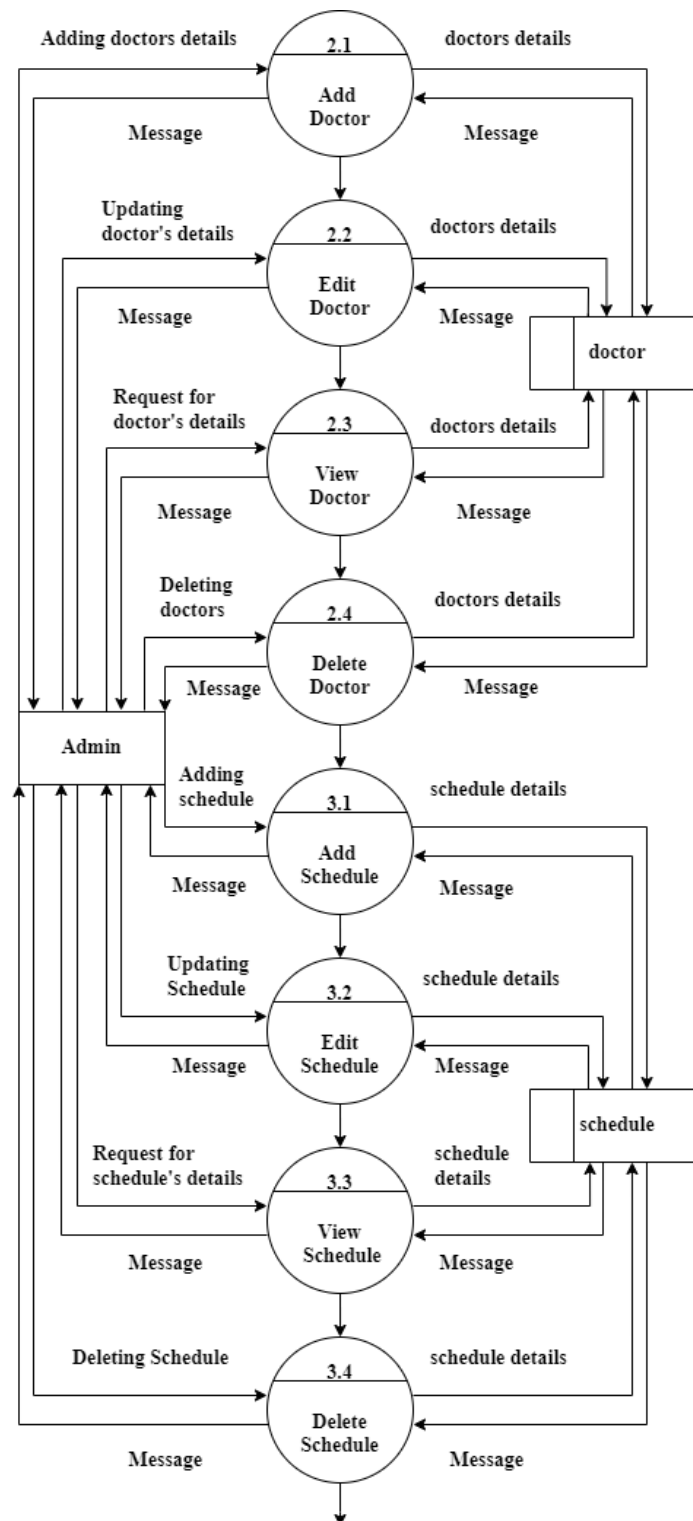 Adding doctors details
2.1
doctors details
Add
Doctor
Message
Message
Updating
doctor's details
2.2
doctors details
Edit
Doctor
Message
Message
doctor
Request for
doctor's details
2.3
doctors details
View
Doctor
Message
Message
Deleting
doctors
2.4
doctors details
Delete
Doctor
Message
Message
Admin
Adding
schedule
3.1
schedule details
Add
Schedule
Message
Message
Updating
Schedule
3.2
schedule details
Edit
Schedule
Message
Message
schedule
Request for
schedule's details
3.3
schedule
details
View
Schedule
Message
Message
Deleting Schedule
3.4
schedule details
Delete
Schedule
Message
Message